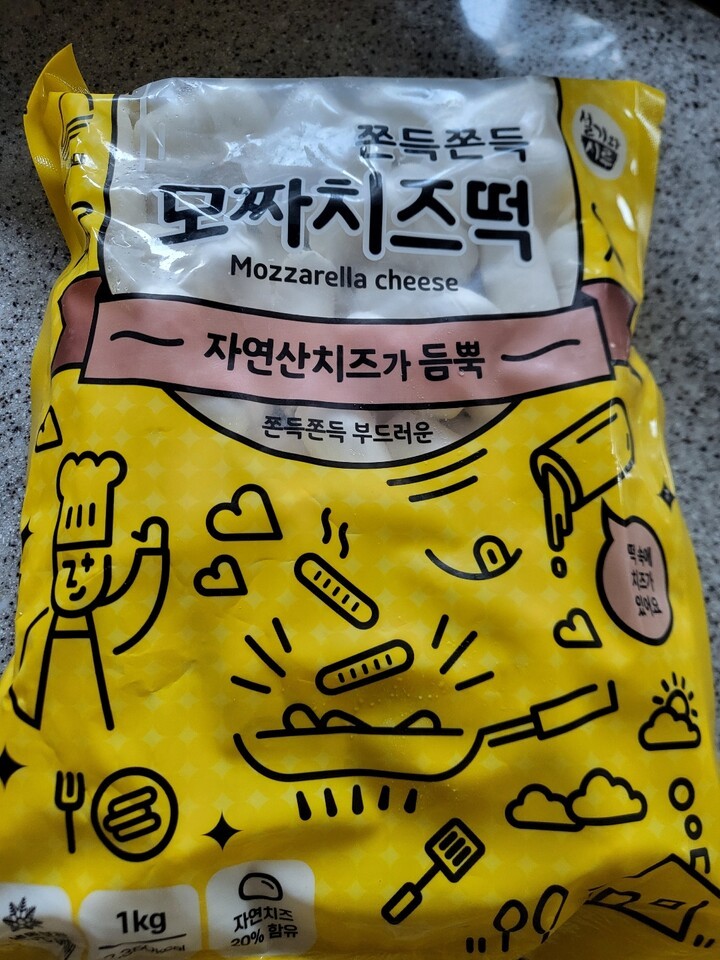 쫀득쫀득
모짜치즈떡
Mozzarella cheese
자연산치즈가 듬뿍
쫀득쫀득 부드러운
떡 속에
치즈가
있어요
1kg
자연치즈
20% 함유